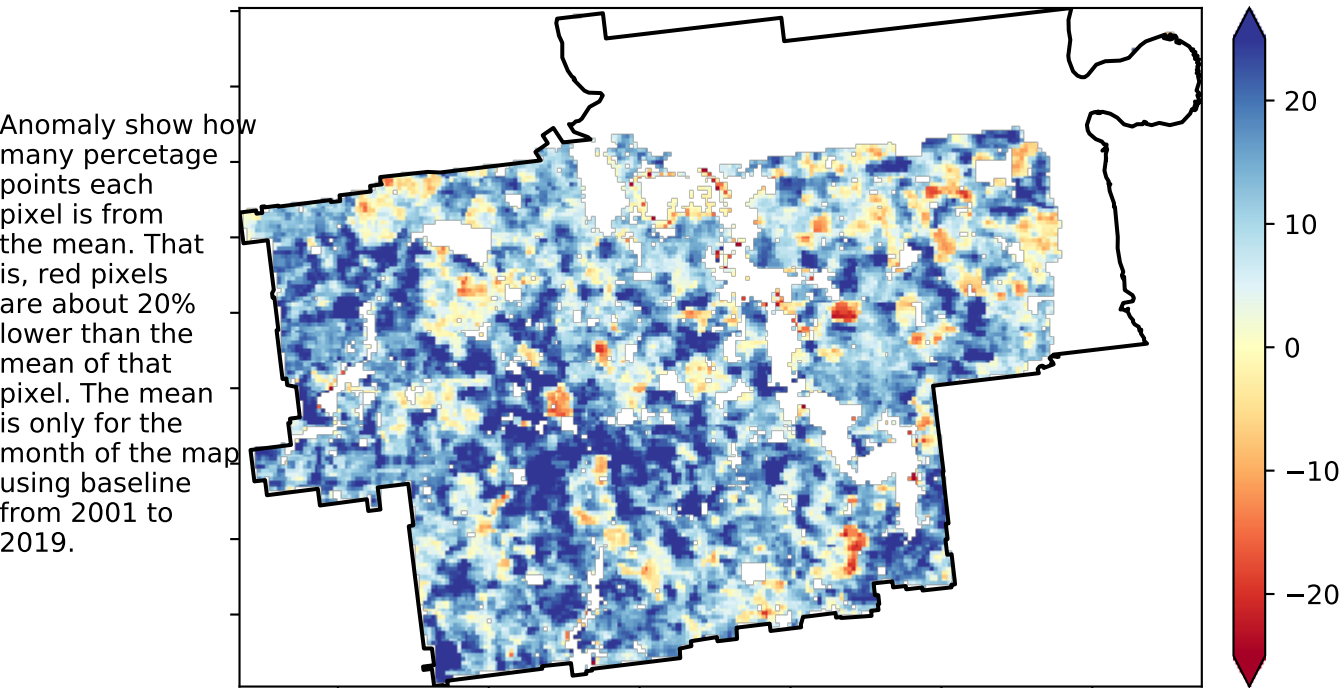 Anomaly show how
many percetage
points each
pixel is from
the mean. That
is, red pixels
are about 20%
lower than the
mean of that
pixel. The mean
is only for the
month of the map
using baseline
from 2001 to
2019.
20
10
0
−10
−20